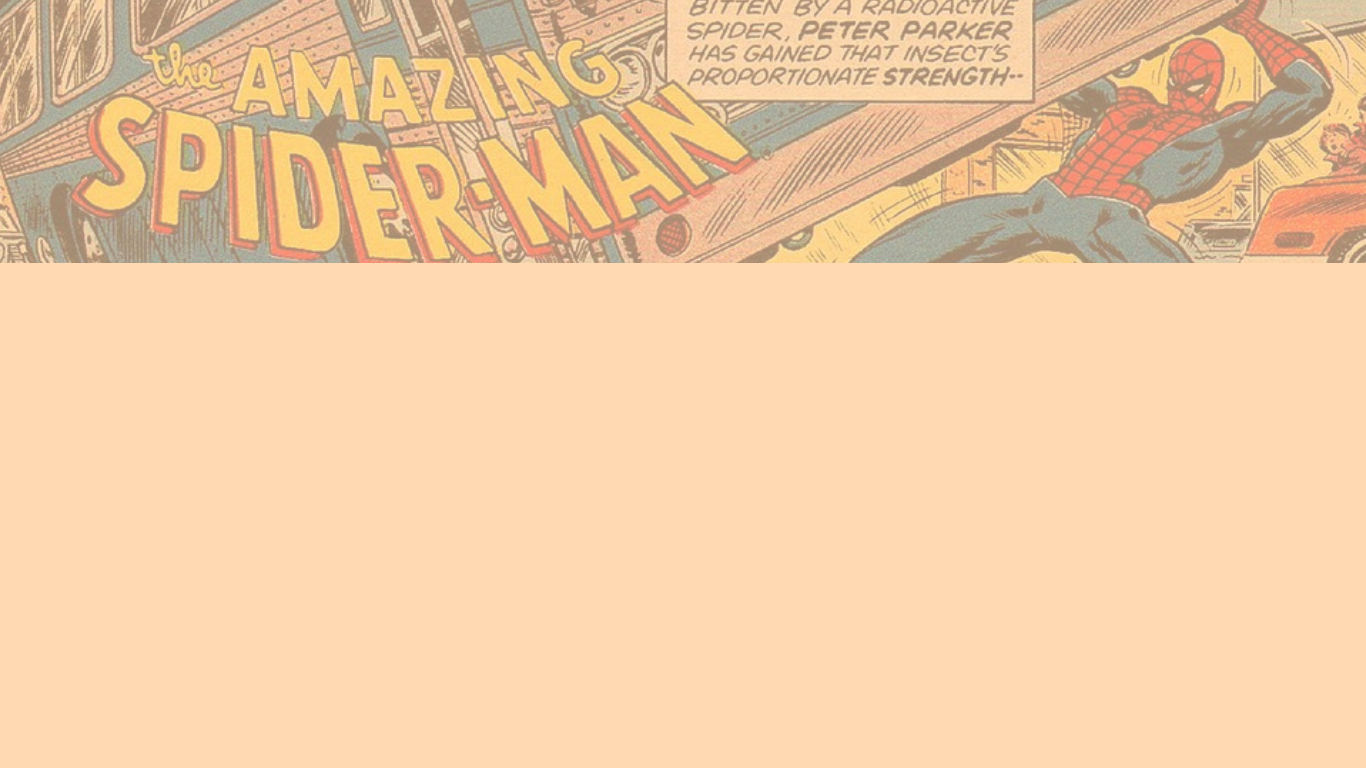 the AMAZING
SPIDER-MAN
BITTEN BY A RADIOACTIVE
SPIDER, PETER PARKER
HAS GAINED THAT INSECT'S
PROPORTIONATE STRENGTH--